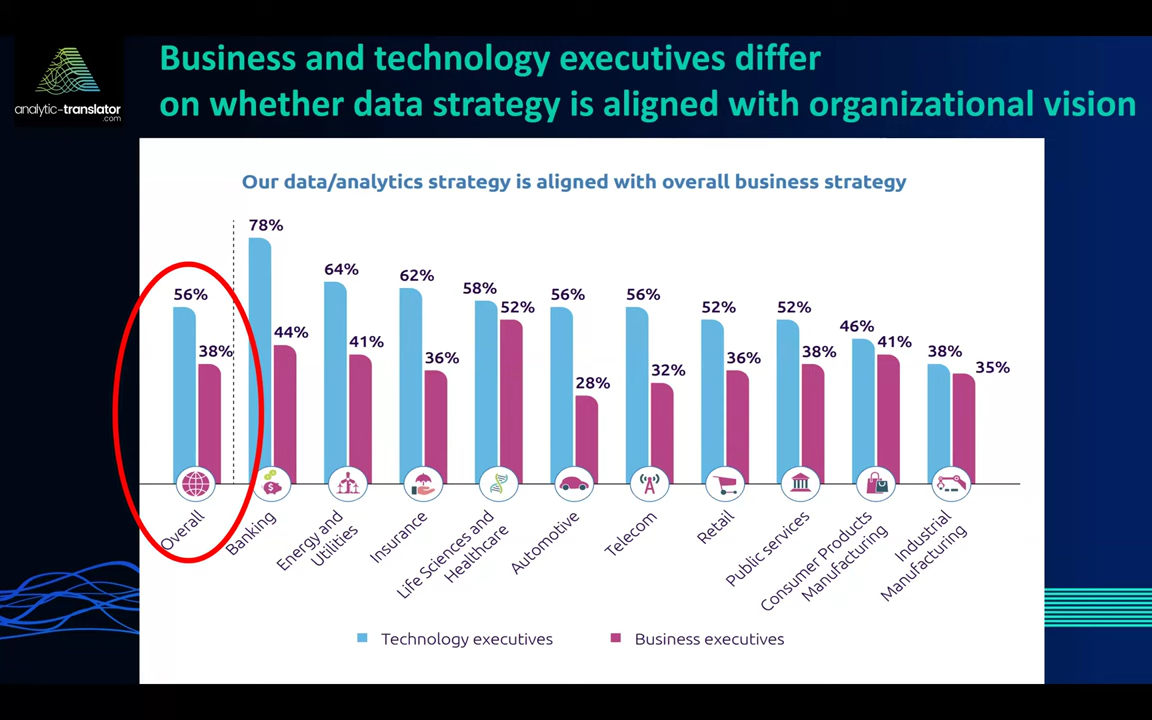 analytic-translator
.com
Business and technology executives differ
on whether data strategy is aligned with organizational vision
Our data/analytics strategy is aligned with overall business strategy
56%
38%
78%
44%
64%
41%
62%
36%
58%
52%
56%
28%
56%
32%
52%
36%
52%
38%
46%
41%
38%
35%
$
Overall
Banking
Energy and
Utilities
Insurance
Life Sciences and
Healthcare
Automotive
Telecom
Retail
Public services
Consumer Products
Manufacturing
Industrial
Manufacturing
Technology executives
Business executives